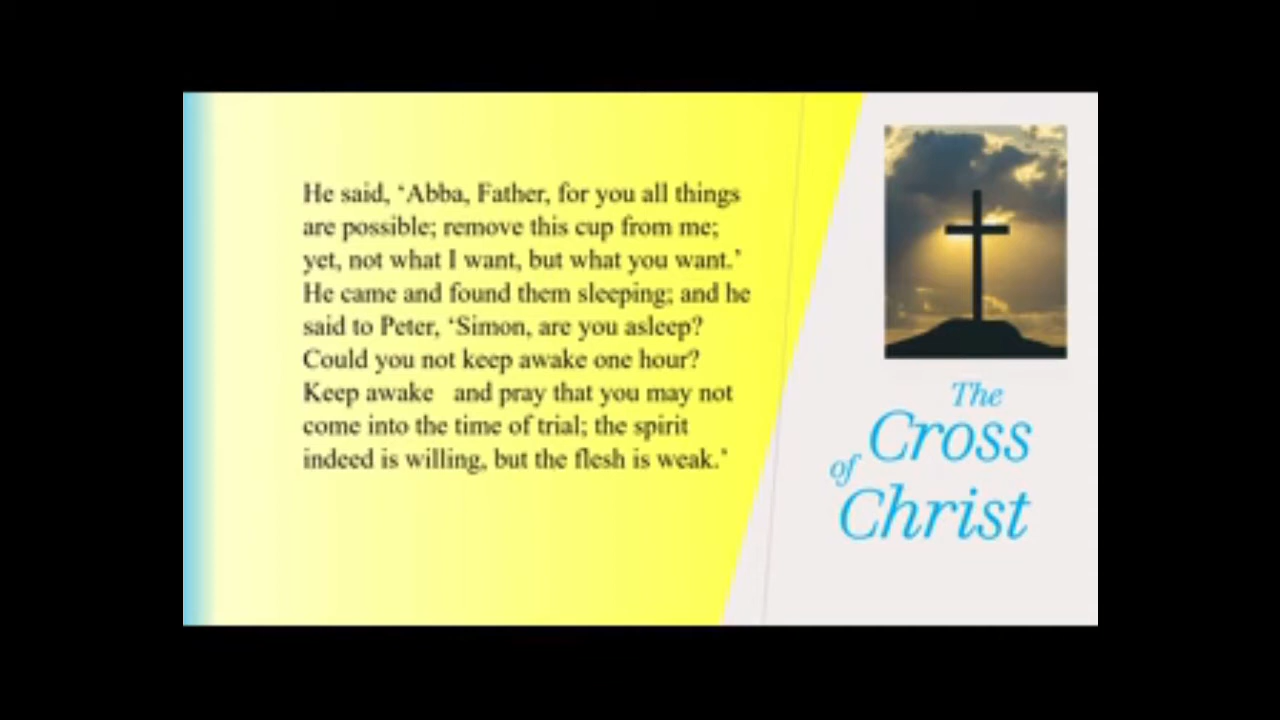 He said, ‘Abba, Father, for you all things
are possible; remove this cup from me;
yet, not what I want, but what you want.’
He came and found them sleeping; and he
said to Peter, ‘Simon, are you asleep?
Could you not keep awake one hour?
Keep awake   and pray that you may not
come into the time of trial; the spirit
indeed is willing, but the flesh is weak.’
The
Cross
of
Christ